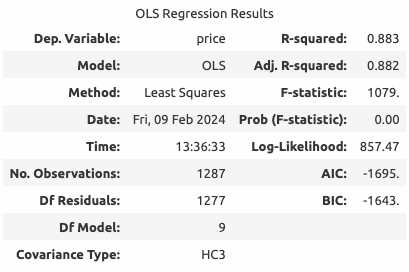 OLS Regression Results
Dep. Variable: price R-squared: 0.883
Model: OLS Adj. R-squared: 0.882
Method: Least Squares F-statistic: 1079.
Date: Fri, 09 Feb 2024 Prob (F-statistic): 0.00
Time: 13:36:33 Log-Likelihood: 857.47
No. Observations: 1287 AIC: -1695.
Df Residuals: 1277 BIC: -1643.
Df Model: 9
Covariance Type: HC3